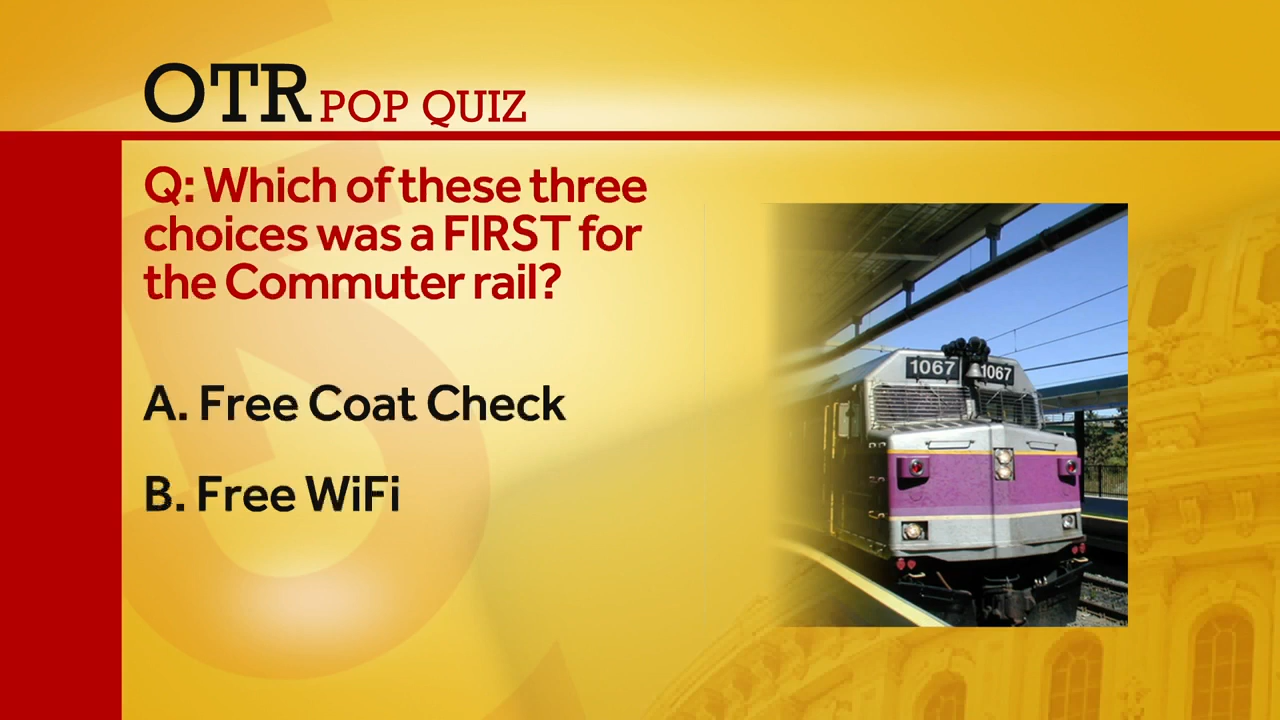 OTR POP QUIZ
Q: Which of these three
choices was a FIRST for
the Commuter rail?
A. Free Coat Check
B. Free WiFi
1067 1067